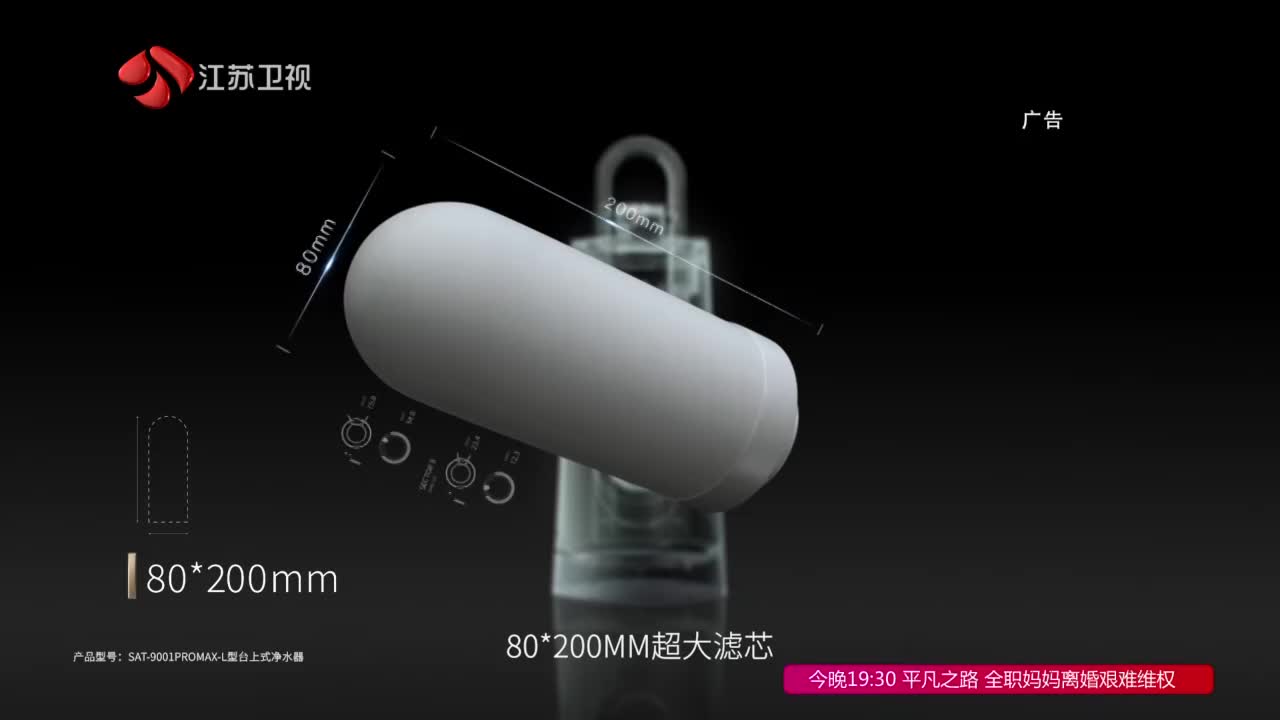 江苏卫视
广告
200mm
80mm
80*200mm
80*200MM超大滤芯
产品型号：SAT-9001PROMAX-L型台上式净水器
今晚19:30 平凡之路 全职妈妈离婚艰难维权